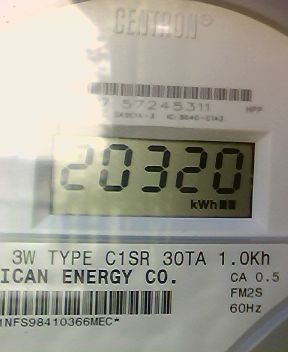 CENTRON®
57245311 HPP
20320
kWh
3W TYPE C1SR 30TA 1.0Kh
ICAN ENERGY CO. CA 0.5
FM2S
60Hz
1NFS98410366MEC*